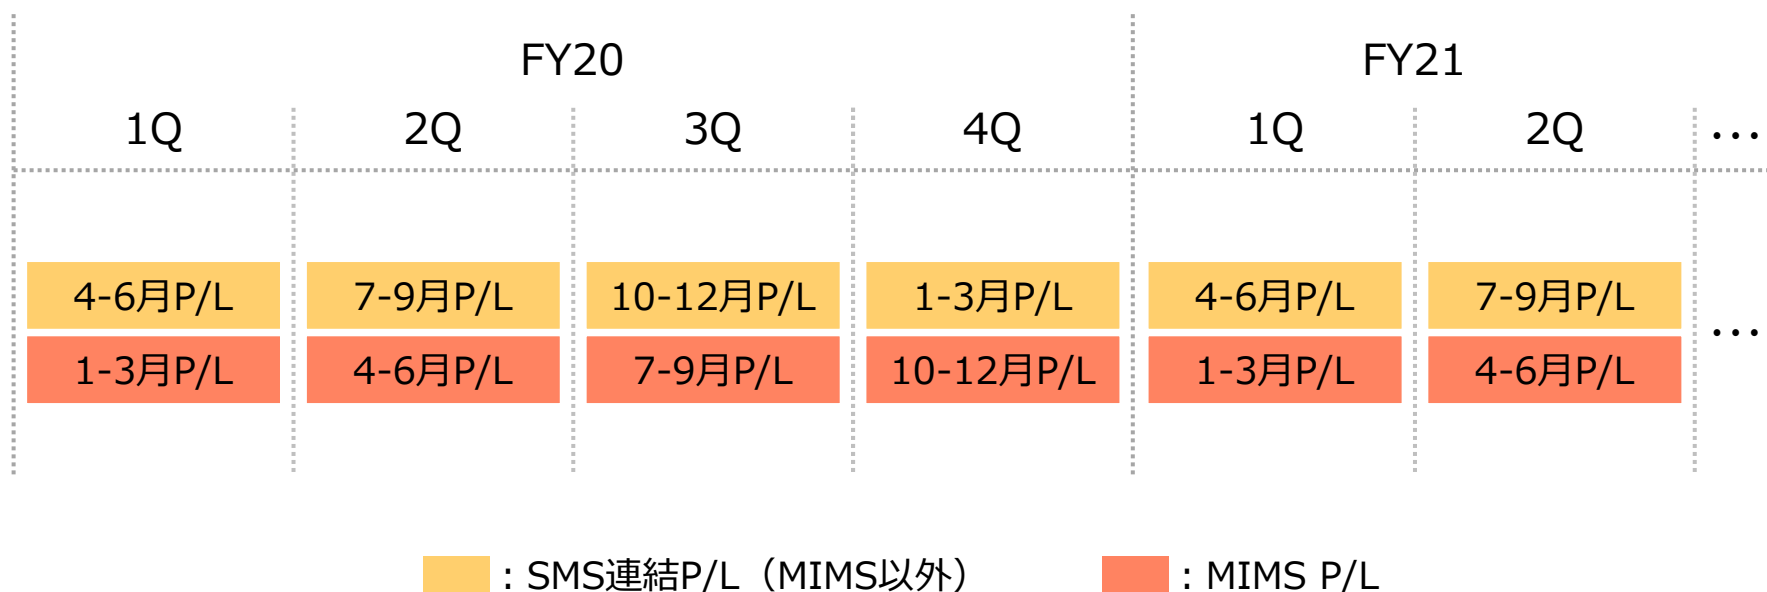 FY20 FY21
1Q 2Q 3Q 4Q 1Q 2Q …
4-6月P/L 7-9月P/L 10-12月P/L 1-3月P/L 4-6月P/L 7-9月P/L
…
1-3月P/L 4-6月P/L 7-9月P/L 10-12月P/L 1-3月P/L 4-6月P/L
：SMS連結P/L（MIMS以外） ：MIMS P/L